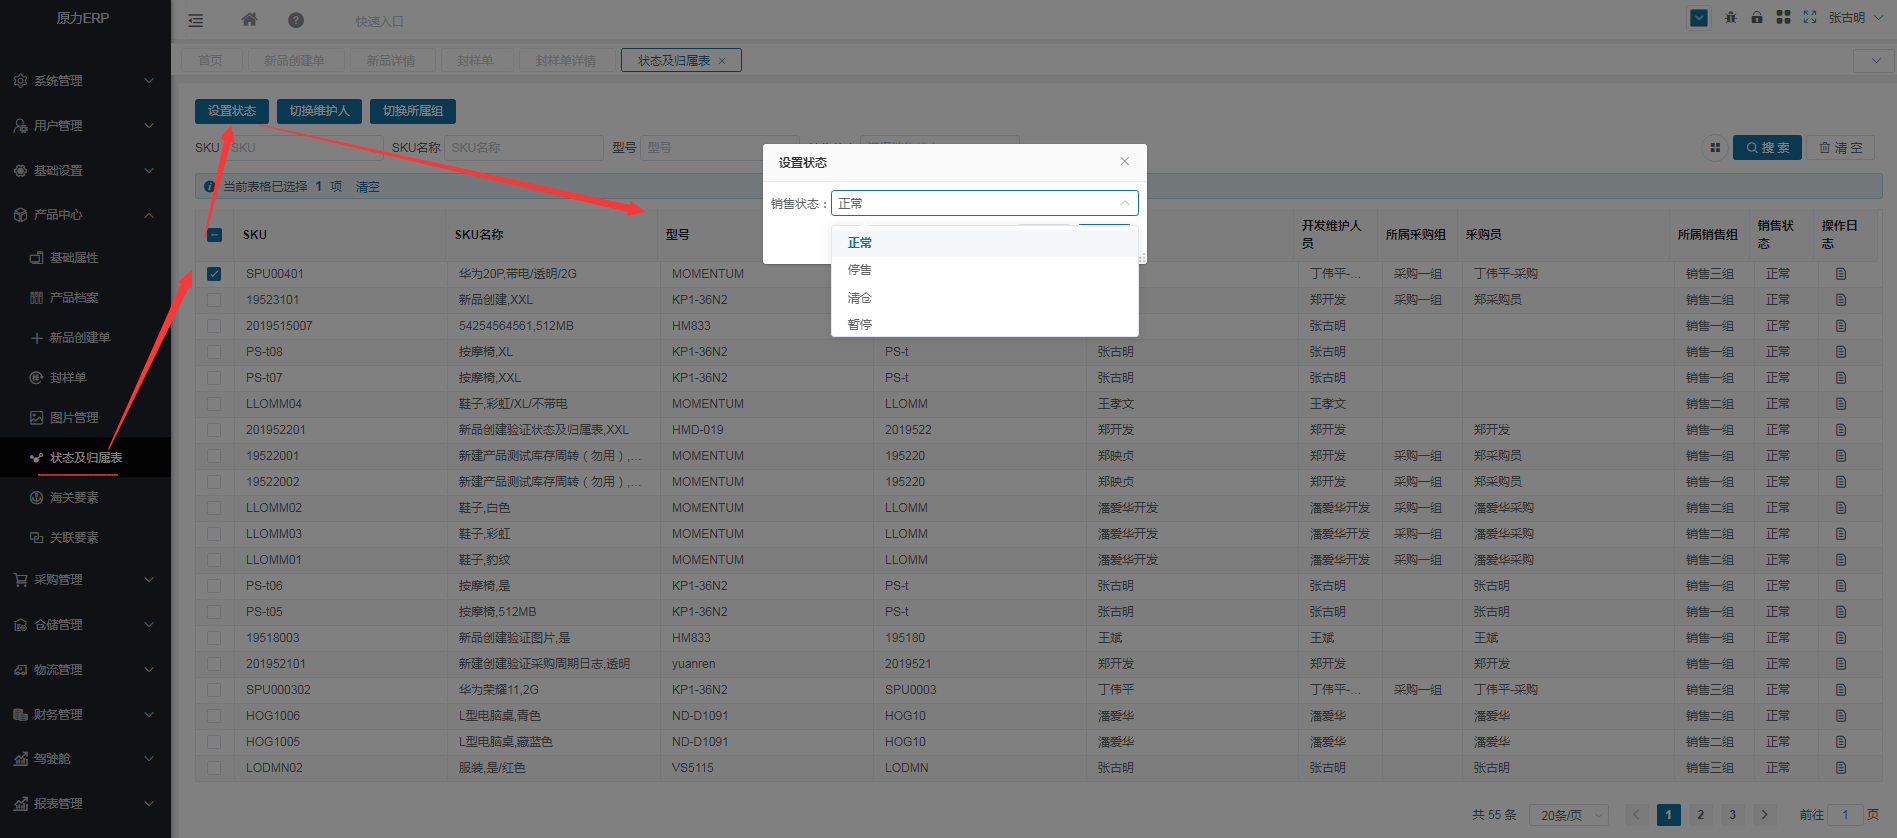 原力ERP
快速入口
张古明
首页
新品创建单
新品详情
封样单
封样单详情
状态及归属表
系统管理
用户管理
基础设置
产品中心
基础属性
产品档案
新品创建单
封样单
图片管理
状态及归属表
海关要素
关联要素
采购管理
仓储管理
物流管理
财务管理
驾驶舱
报表管理
设置状态 切换维护人 切换所属组
SKU SKU SKU名称 SKU名称 型号 型号 搜 索 清 空
当前表格已选择 1 项 清空
设置状态
销售状态： 正常
正常
停售
清仓
暂停
SKU SKU名称 型号 开发维护人员 所属采购组 采购员 所属销售组 销售状态 操作日志
SPU00401 华为20P,带电/透明/2G MOMENTUM 丁伟平-... 采购一组 丁伟平-采购 销售三组 正常
19523101 新品创建,XXL KP1-36N2 郑开发 采购一组 郑采购员 销售二组 正常
2019515007 54254564561,512MB HM833 张古明 销售一组 正常
PS-t08 按摩椅,XL KP1-36N2 PS-t 张古明 张古明 销售一组 正常
PS-t07 按摩椅,XXL KP1-36N2 PS-t 张古明 张古明 销售一组 正常
LLOMM04 鞋子,彩虹/XL/不带电 MOMENTUM LLOMM 王孝文 王孝文 销售二组 正常
201952201 新品创建验证状态及归属表,XXL HMD-019 2019522 郑开发 郑开发 郑开发 销售一组 正常
19522001 新建产品测试库存周转（勿用）,... MOMENTUM 195220 郑映贞 郑开发 采购一组 郑采购员 销售一组 正常
19522002 新建产品测试库存周转（勿用）,... MOMENTUM 195220 郑映贞 郑开发 采购一组 郑采购员 销售一组 正常
LLOMM02 鞋子,白色 MOMENTUM LLOMM 潘爱华开发 潘爱华开发 采购一组 潘爱华采购 销售二组 正常
LLOMM03 鞋子,彩虹 MOMENTUM LLOMM 潘爱华开发 潘爱华开发 采购一组 潘爱华采购 销售二组 正常
LLOMM01 鞋子,豹纹 MOMENTUM LLOMM 潘爱华开发 潘爱华开发 采购一组 潘爱华采购 销售二组 正常
PS-t06 按摩椅,是 KP1-36N2 PS-t 张古明 张古明 张古明 销售一组 正常
PS-t05 按摩椅,512MB KP1-36N2 PS-t 张古明 张古明 张古明 销售一组 正常
19518003 新品创建验证图片,是 HM833 195180 王斌 王斌 王斌 销售一组 正常
201952101 新建创建验证采购周期日志,透明 yuanren 2019521 郑开发 郑开发 郑开发 销售一组 正常
SPU000302 华为荣耀11,2G KP1-36N2 SPU0003 丁伟平 丁伟平-... 采购一组 丁伟平-采购 销售三组 正常
HOG1006 L型电脑桌,青色 ND-D1091 HOG10 潘爱华 潘爱华 潘爱华 销售二组 正常
HOG1005 L型电脑桌,藏蓝色 ND-D1091 HOG10 潘爱华 潘爱华 潘爱华 销售二组 正常
LODMN02 服装,是/红色 VS5115 LODMN 张古明 张古明 张古明 销售三组 正常
共 55 条 20条/页 1 2 3 前往 1 页